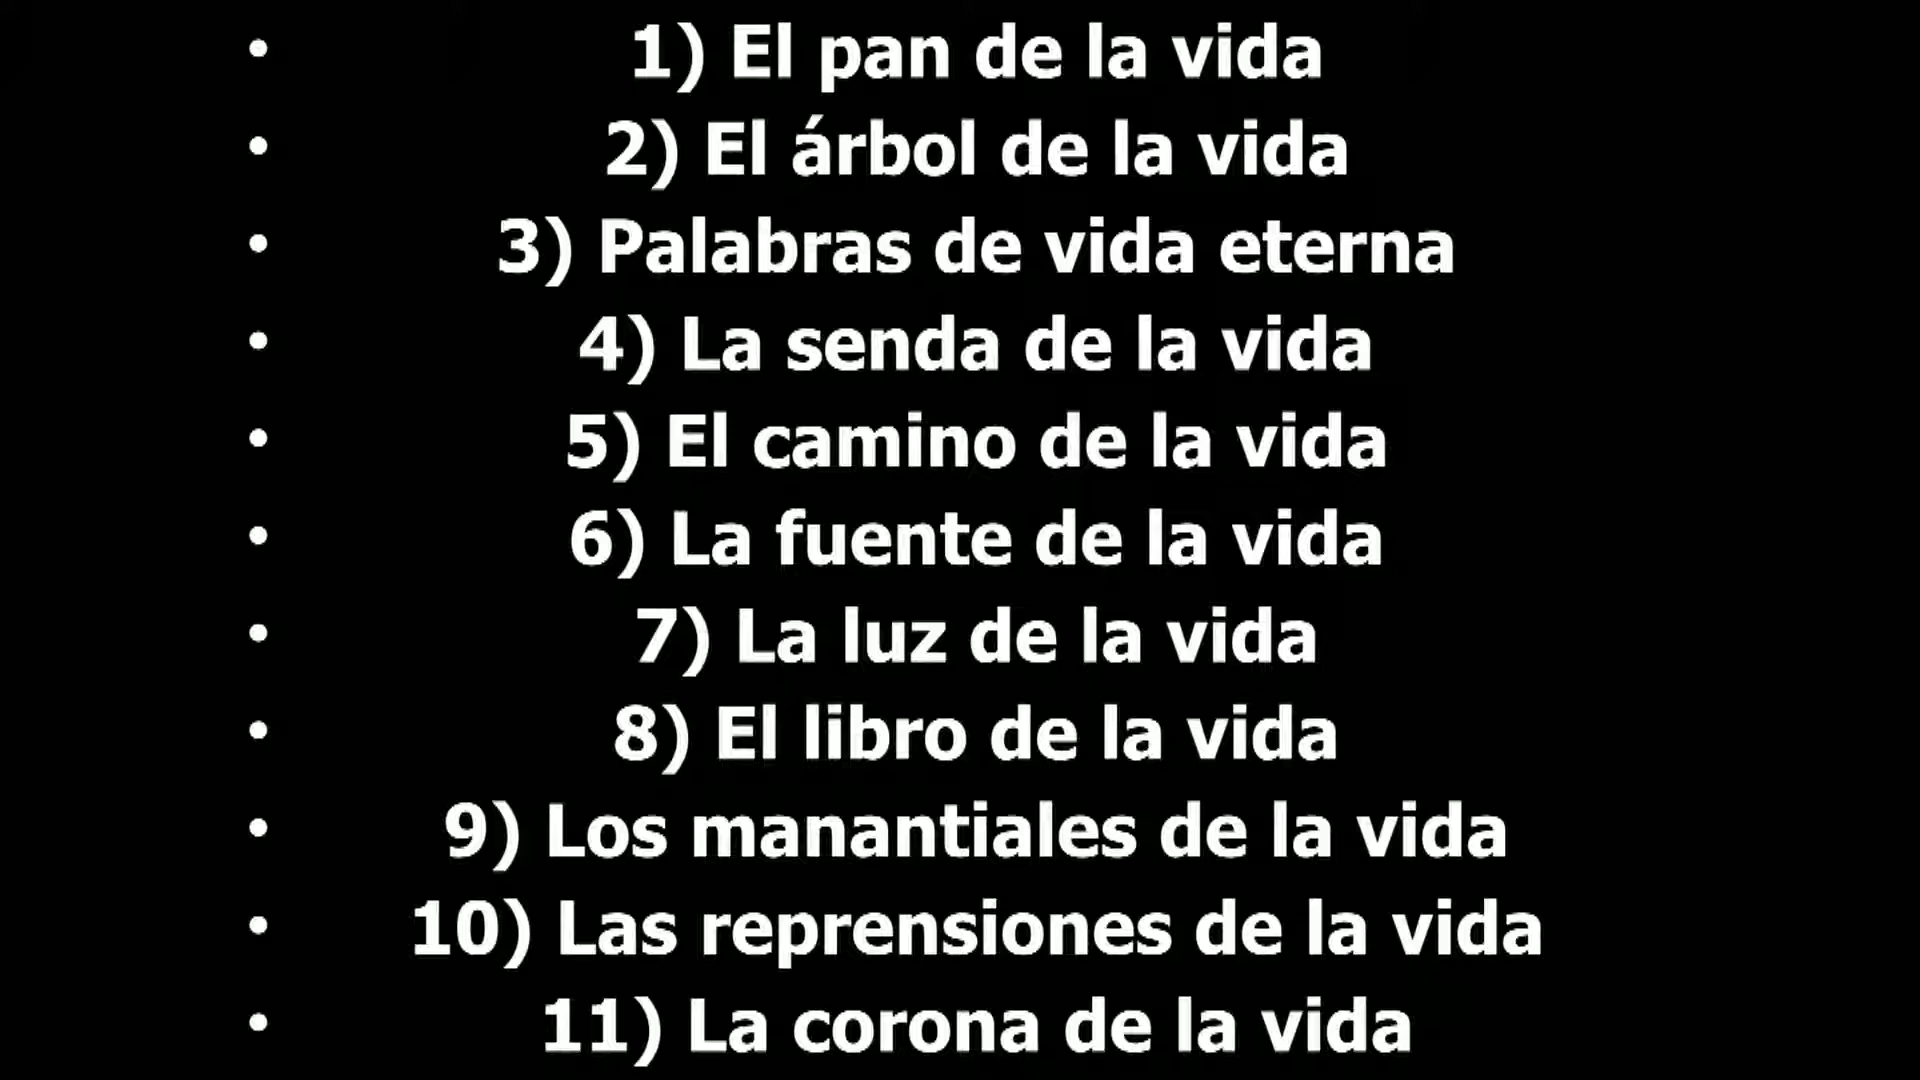 • 1) El pan de la vida
• 2) El árbol de la vida
• 3) Palabras de vida eterna
• 4) La senda de la vida
• 5) El camino de la vida
• 6) La fuente de la vida
• 7) La luz de la vida
• 8) El libro de la vida
• 9) Los manantiales de la vida
• 10) Las reprensiones de la vida
• 11) La corona de la vida